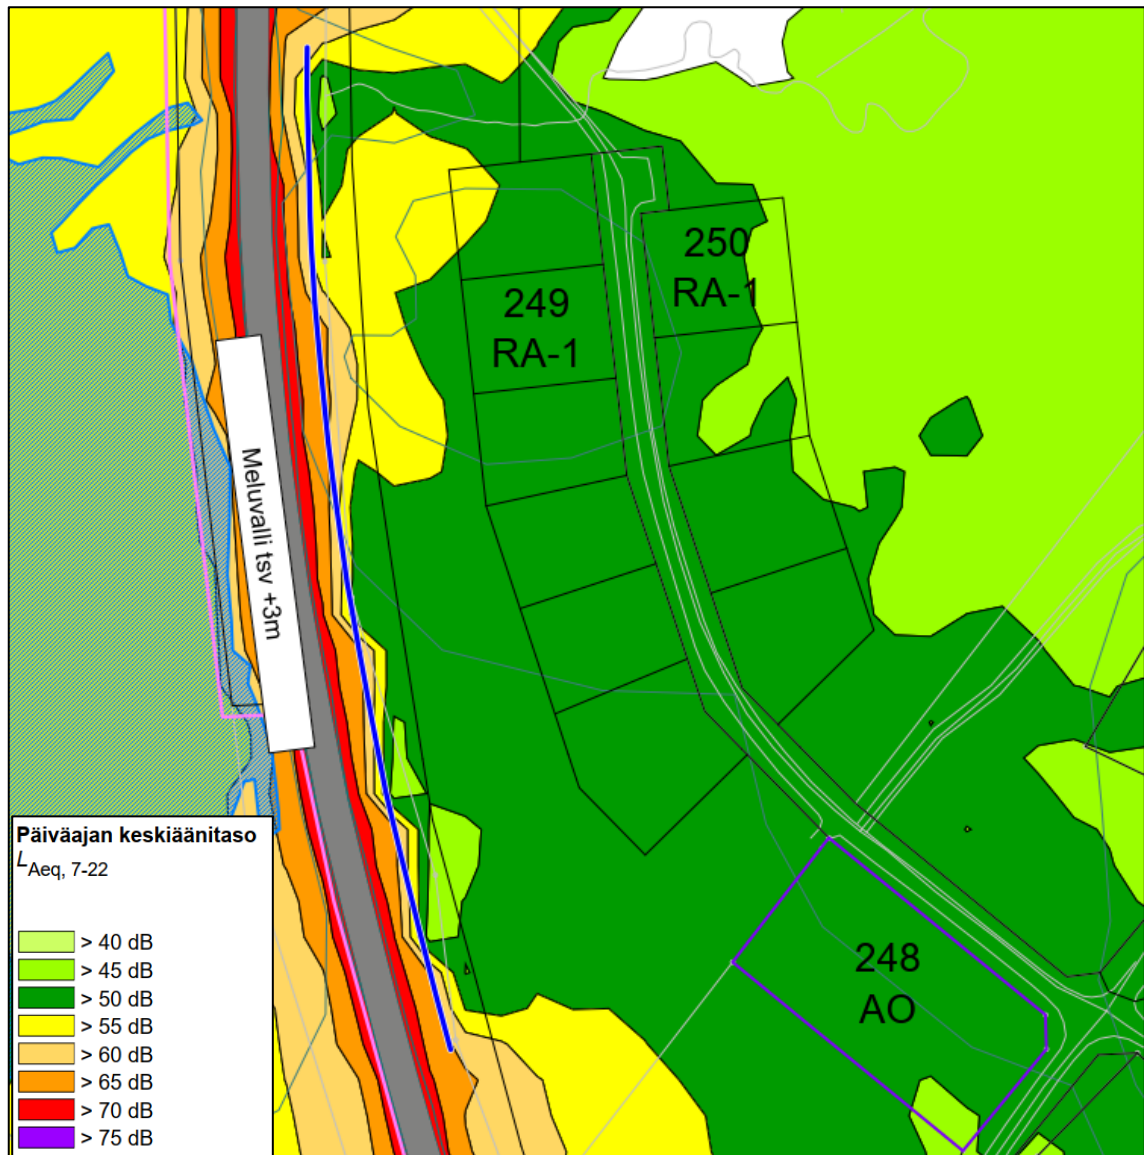 250
RA-1
249
RA-1
Meluvalli tsv +3m
Päiväajan keskiäänitaso
LAeq, 7-22
> 40 dB
> 45 dB
> 50 dB
> 55 dB
> 60 dB
> 65 dB
> 70 dB
> 75 dB
248
AO